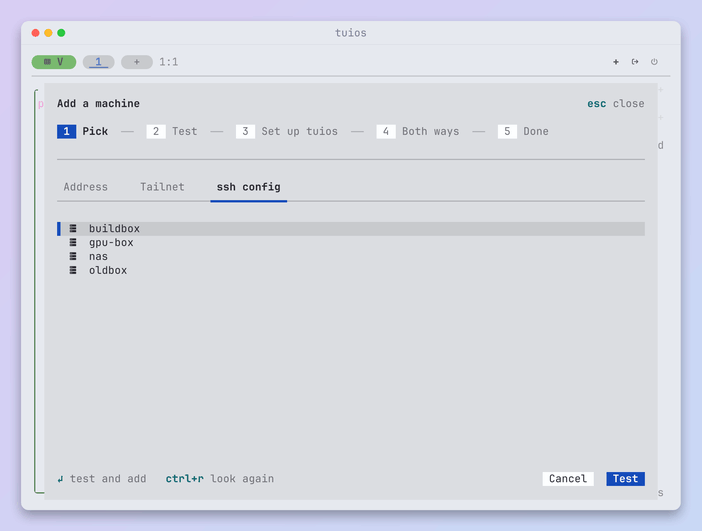 tuios
V 1 + 1:1 +
p
Add a machine esc close
1 Pick — 2 Test — 3 Set up tuios — 4 Both ways — 5 Done
d
Address Tailnet ssh config
buildbox
gpu-box
nas
oldbox
↲ test and add ctrl+r look again Cancel Test
s